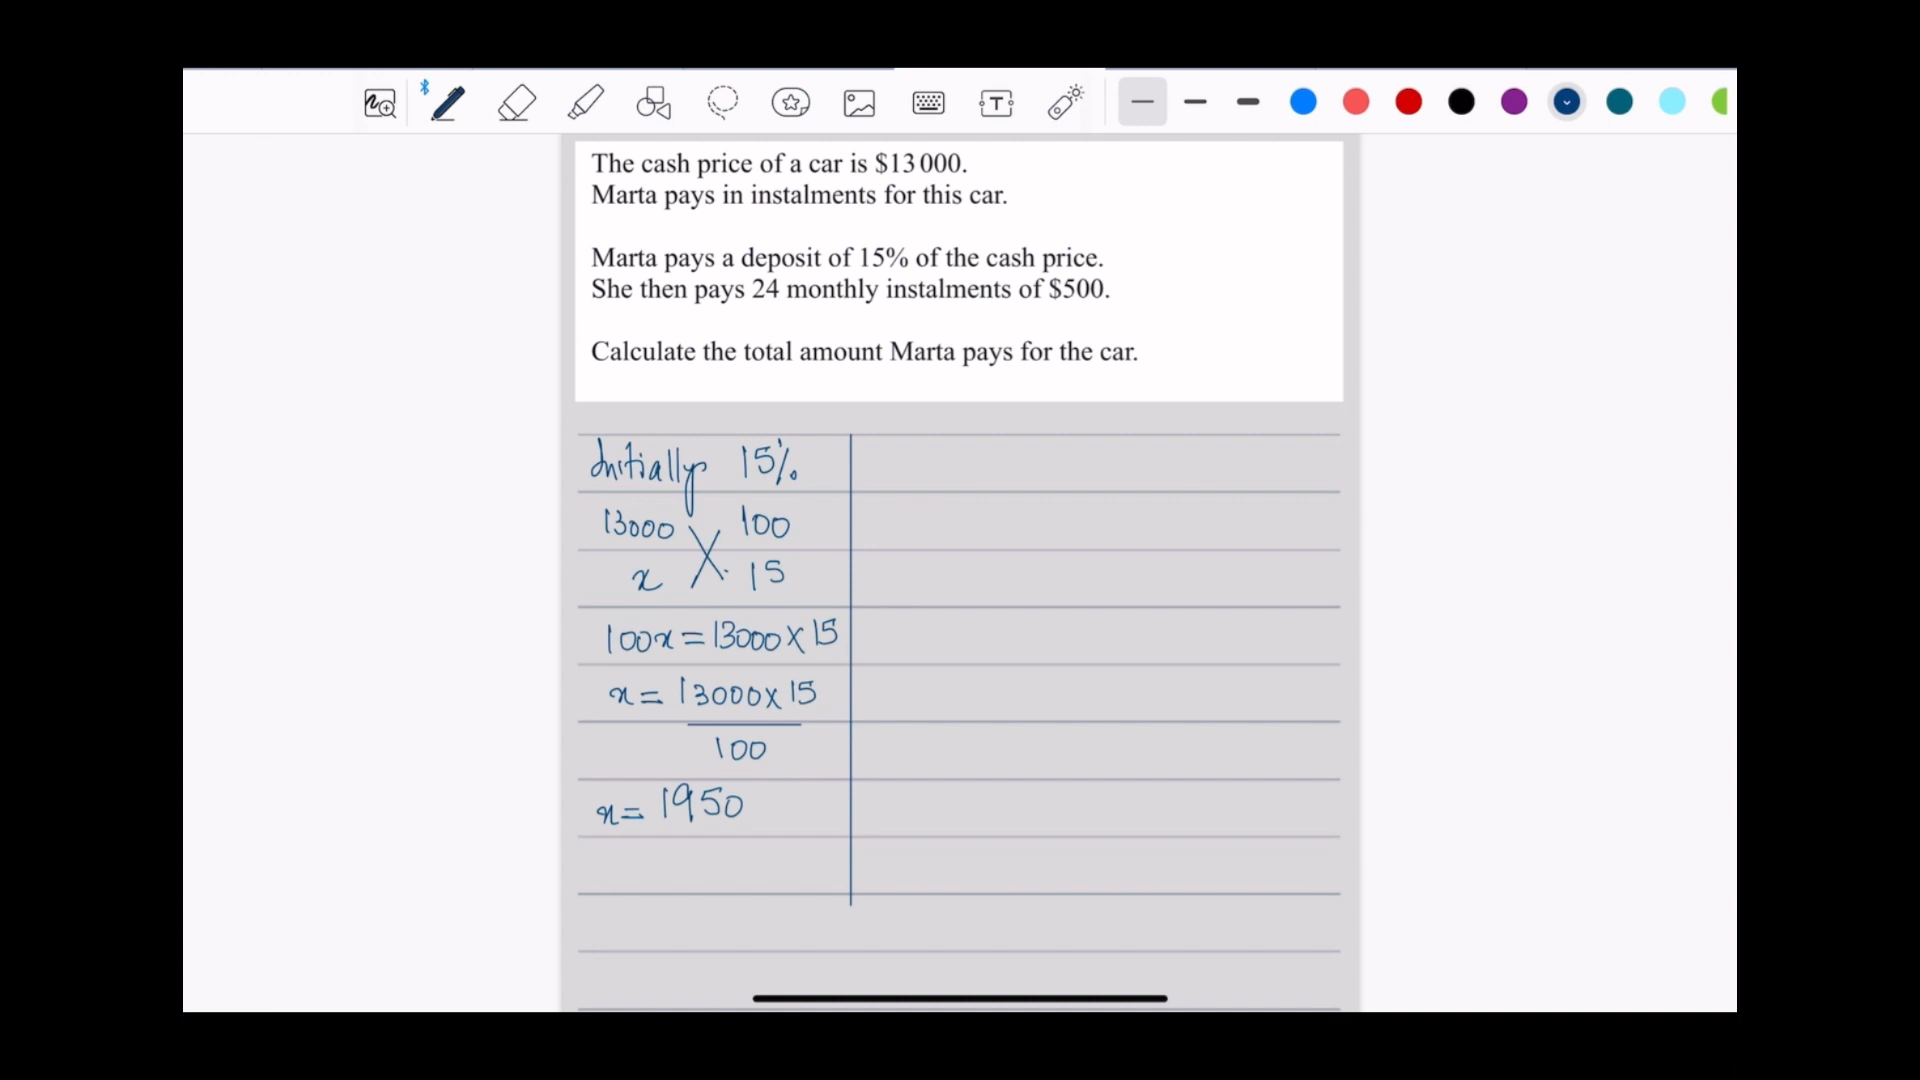 The cash price of a car is $13 000.
Marta pays in instalments for this car.
Marta pays a deposit of 15% of the cash price.
She then pays 24 monthly instalments of $500.
Calculate the total amount Marta pays for the car.
Initially 15%
13000 100
x 15
100x = 13000 x 15
x = 13000 x 15
100
x = 1950